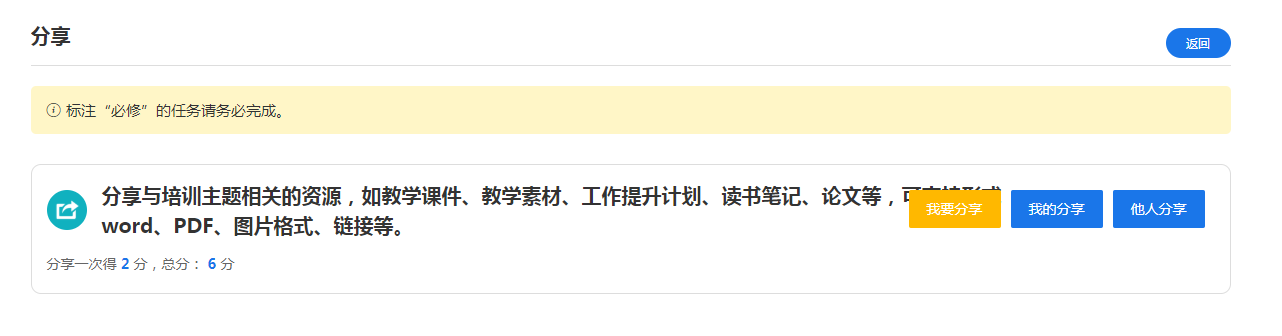 分享
返回
标注“必修”的任务请务必完成。
分享与培训主题相关的资源，如教学课件、教学素材、工作提升计划、读书笔记、论文等，可支持形式
word、PDF、图片格式、链接等。
我要分享
我的分享
他人分享
分享一次得 2 分，总分： 6 分